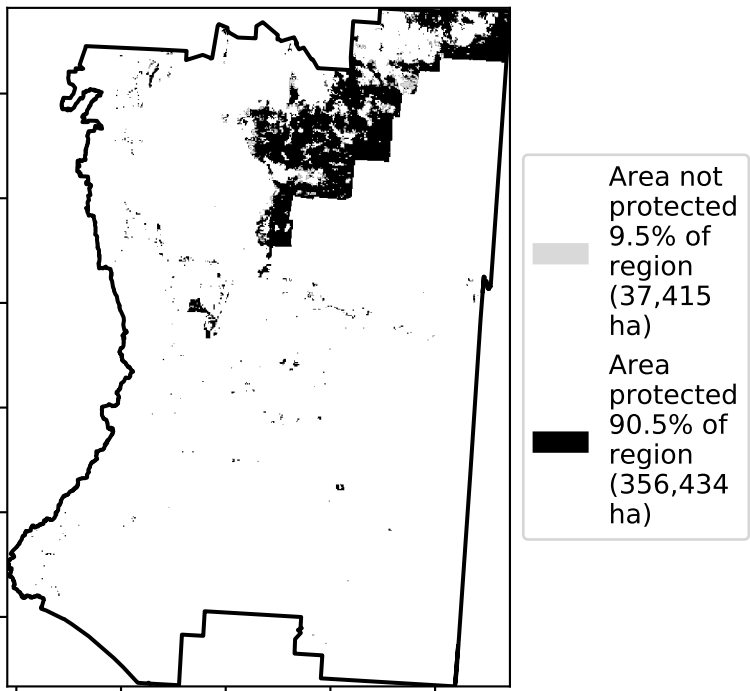 Area not
protected
9.5% of
region
(37,415
ha)
Area
protected
90.5% of
region
(356,434
ha)